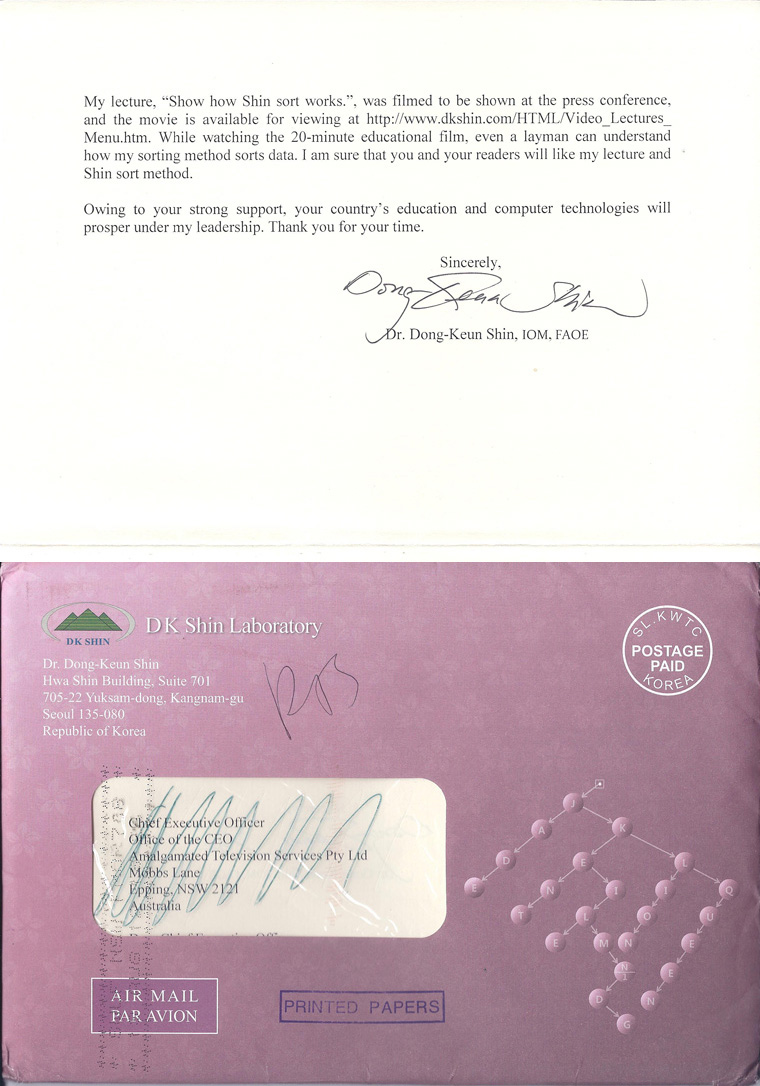 My lecture, “Show how Shin sort works.”, was filmed to be shown at the press conference,
and the movie is available for viewing at http://www.dkshin.com/HTML/Video_Lectures_
Menu.htm. While watching the 20-minute educational film, even a layman can understand
how my sorting method sorts data. I am sure that you and your readers will like my lecture and
Shin sort method.
Owing to your strong support, your country’s education and computer technologies will
prosper under my leadership. Thank you for your time.
Sincerely,
Dong-Keun Shin
Dr. Dong-Keun Shin, IOM, FAOE
DK SHIN
DK Shin Laboratory
Dr. Dong-Keun Shin
Hwa Shin Building, Suite 701
705-22 Yuksam-dong, Kangnam-gu
Seoul 135-080
Republic of Korea
SL.KWTC
POSTAGE
PAID
KOREA
Chief Executive Officer
Office of the CEO
Amalgamated Television Services Pty Ltd
Mobbs Lane
Epping, NSW 2121
Australia
J
A K
D E L
E N I I Q
T L O U
E M N E
N E
D N
G
AIR MAIL
PAR AVION
PRINTED PAPERS